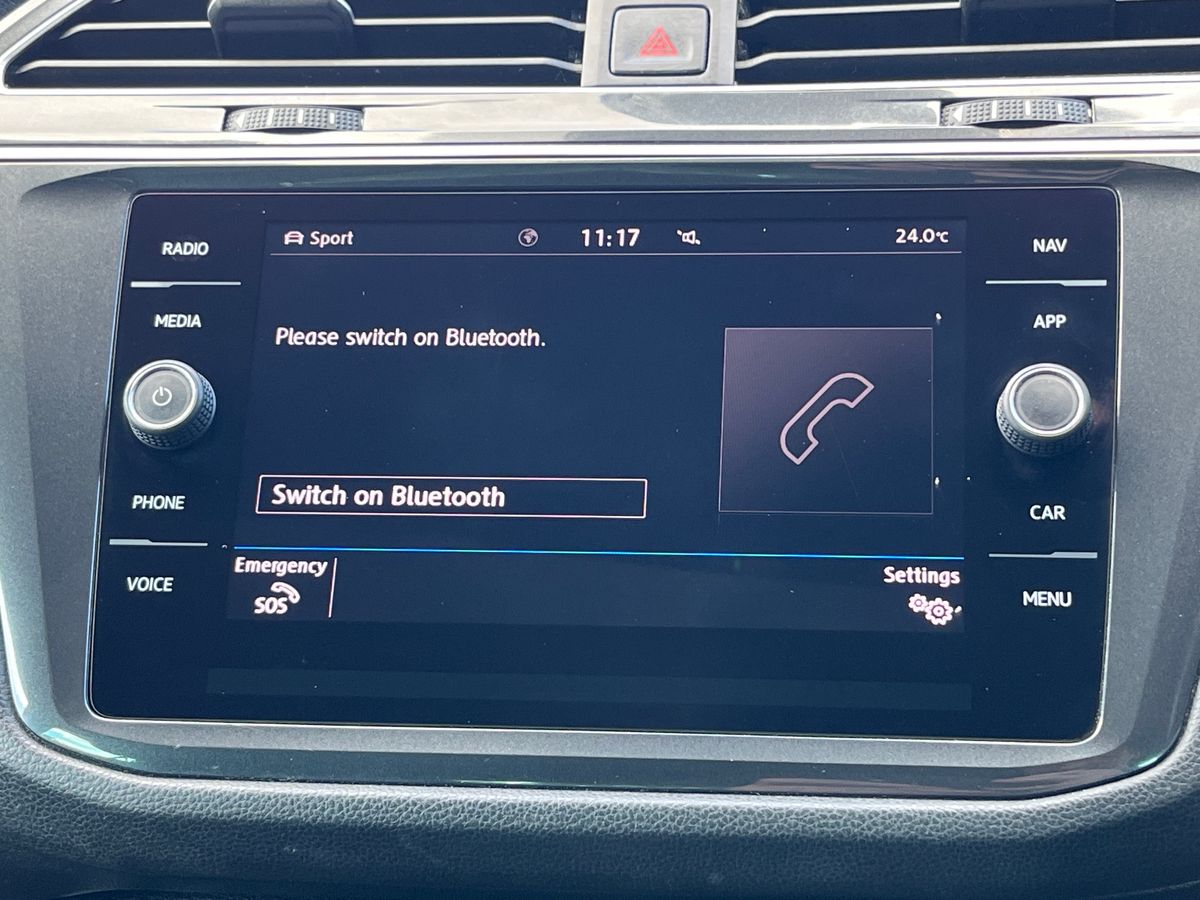 RADIO
MEDIA
PHONE
VOICE
Sport 11:17 24.0°C
Please switch on Bluetooth.
Switch on Bluetooth
Emergency
SOS
Settings
NAV
APP
CAR
MENU